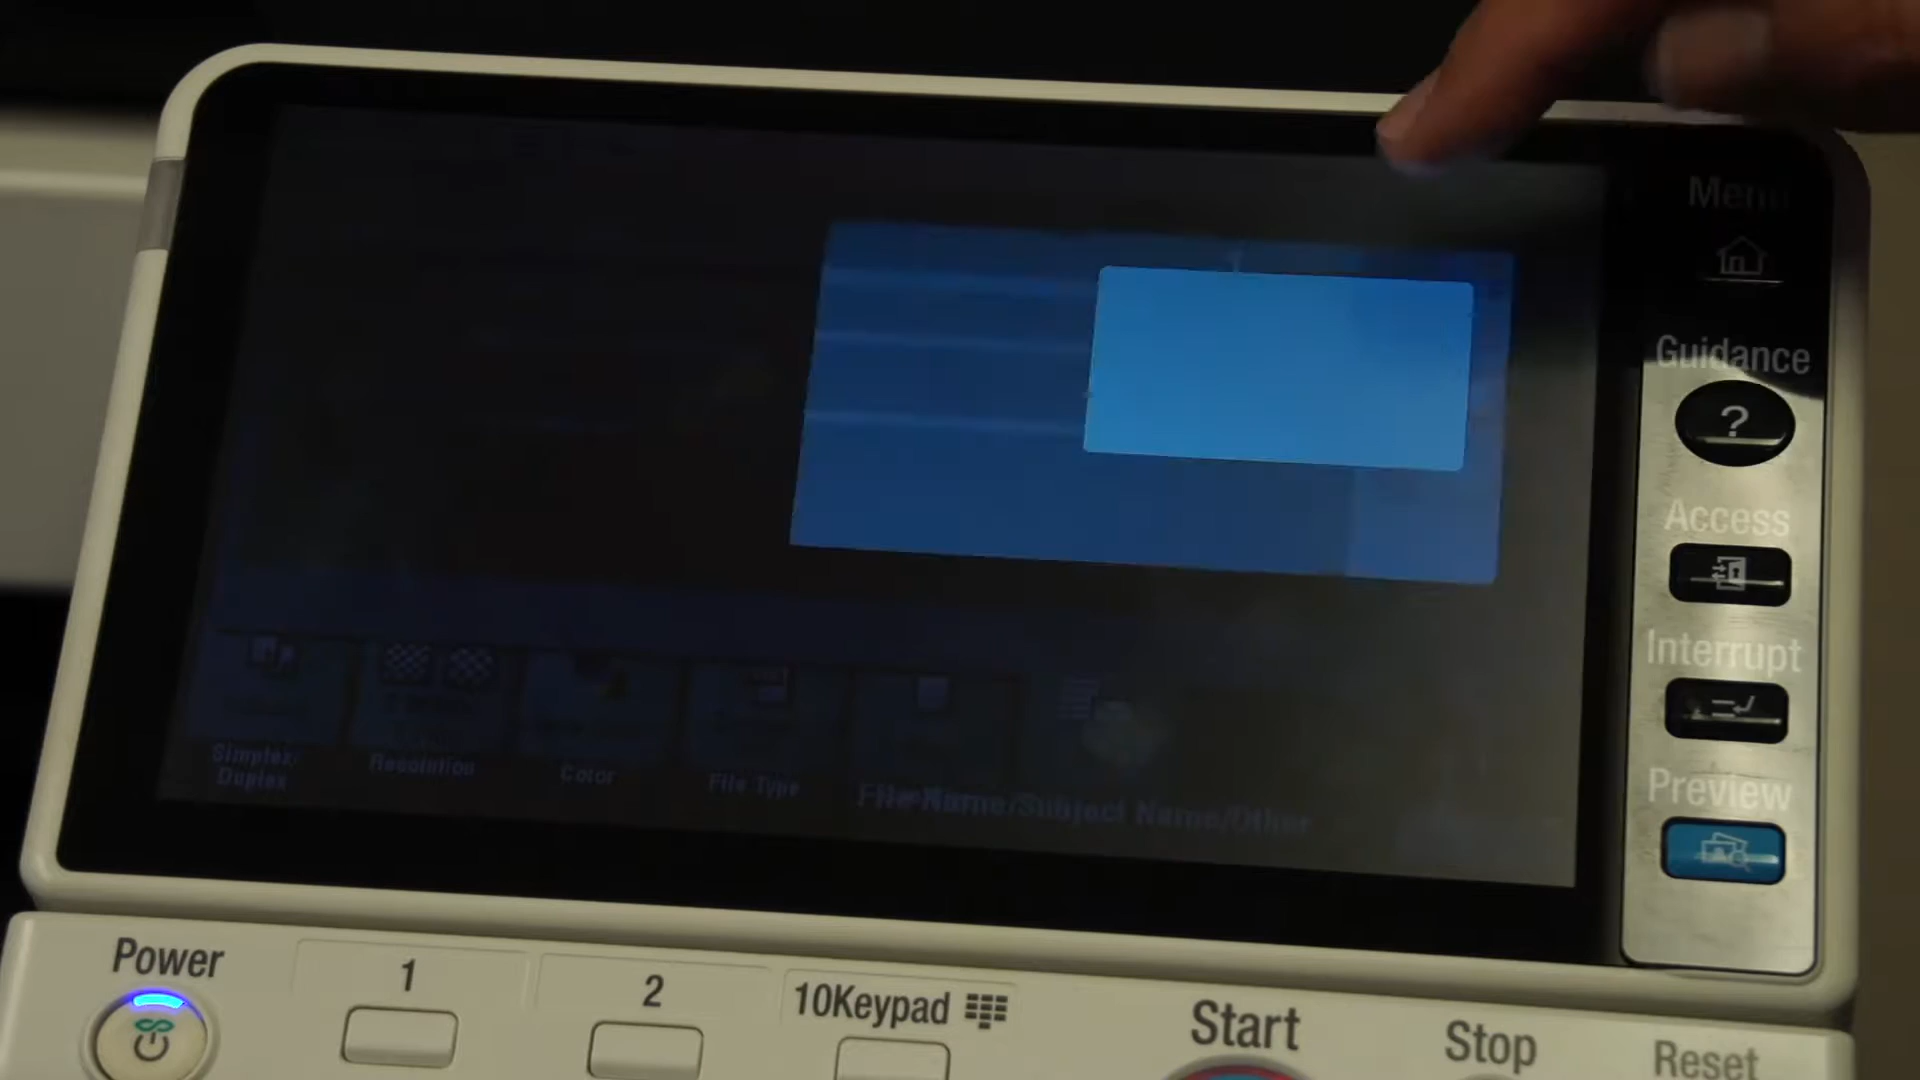 Menu
Guidance
?
Access
Interrupt
Preview
Simplex/
Duplex
Resolution
Color
File Type
File Name/Subject Name/Other
Power
1
2
10Keypad
Start
Stop
Reset